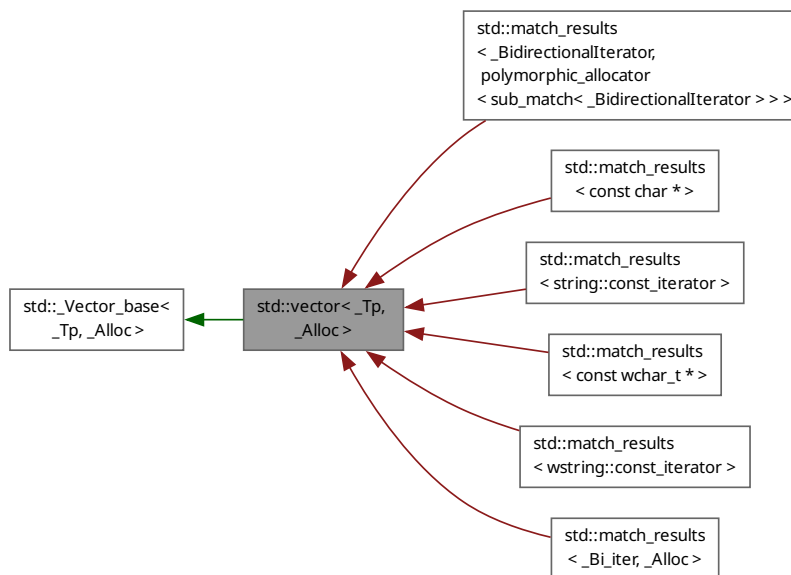 std::match_results
< _BidirectionalIterator,
polymorphic_allocator
< sub_match< _BidirectionalIterator > > >
std::match_results
< const char * >
std::match_results
< string::const_iterator >
std::_Vector_base<
_Tp, _Alloc >
std::vector< _Tp,
_Alloc >
std::match_results
< const wchar_t * >
std::match_results
< wstring::const_iterator >
std::match_results
< _Bi_iter, _Alloc >